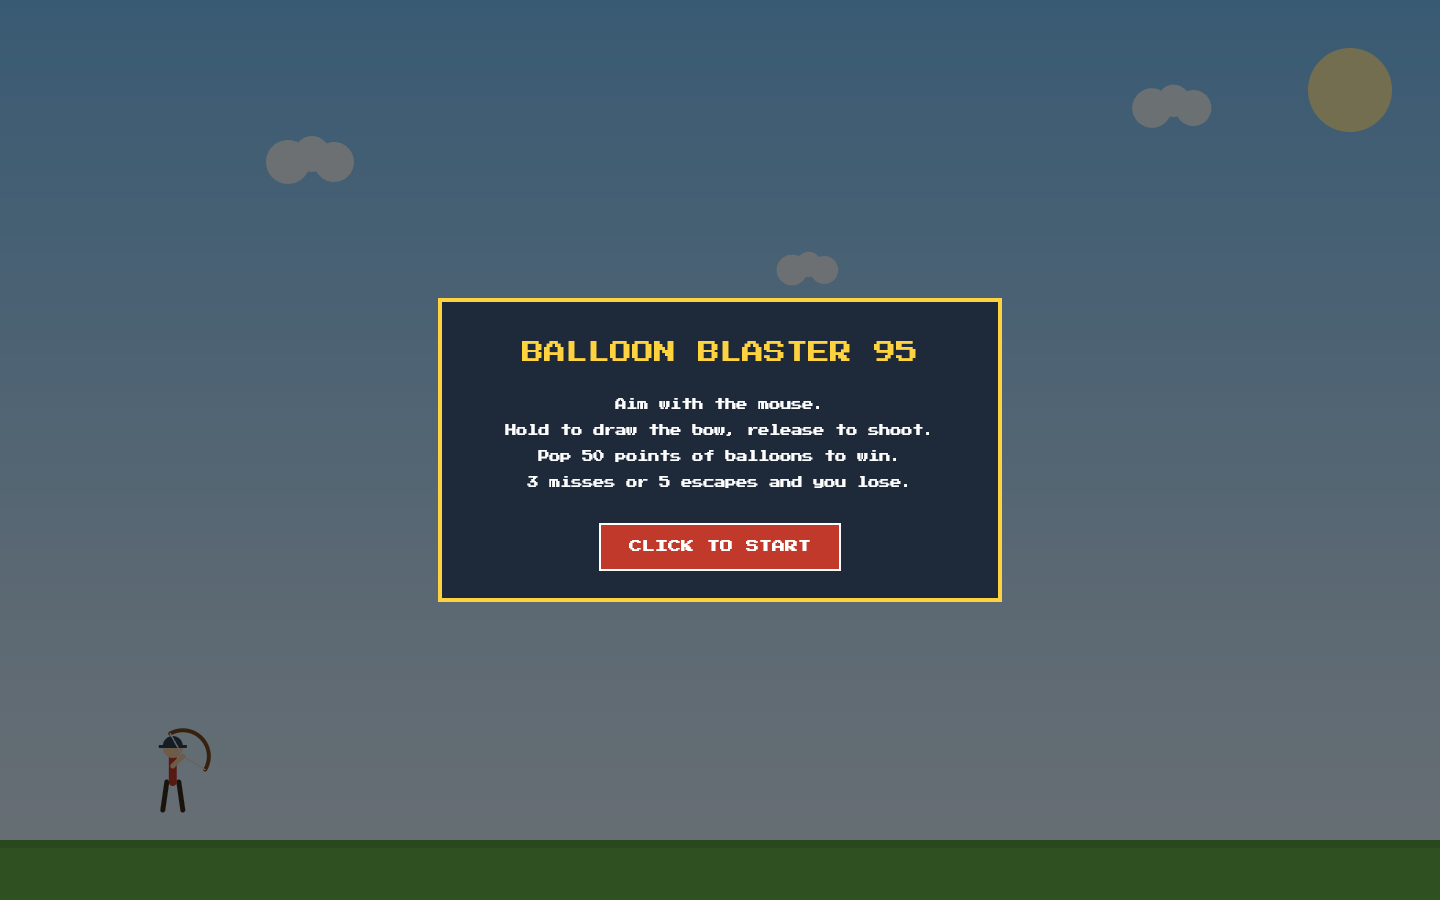 BALLOON BLASTER 95
Aim with the mouse.
Hold to draw the bow, release to shoot.
Pop 50 points of balloons to win.
3 misses or 5 escapes and you lose.
CLICK TO START